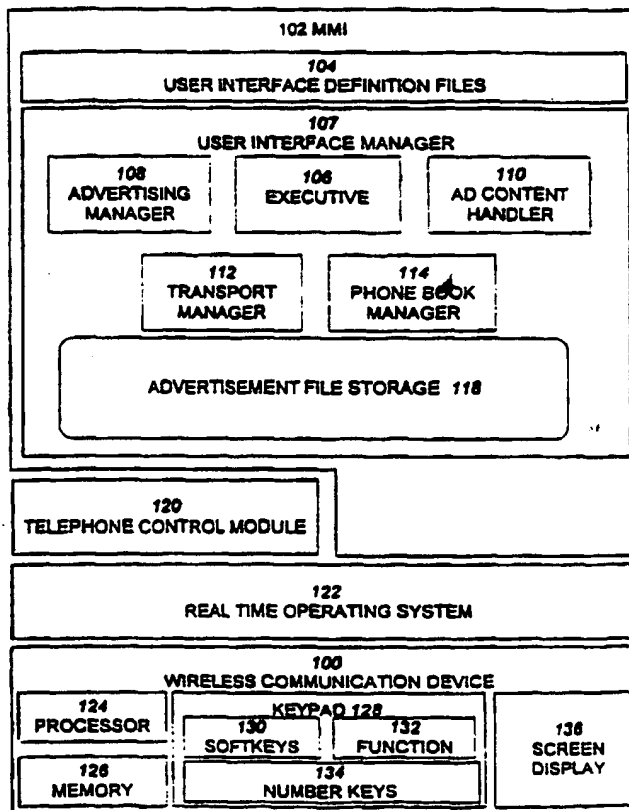 102 MMI
104
USER INTERFACE DEFINITION FILES
107
USER INTERFACE MANAGER
108
ADVERTISING
MANAGER
106
EXECUTIVE
110
AD CONTENT
HANDLER
112
TRANSPORT
MANAGER
114
PHONE BOOK
MANAGER
ADVERTISEMENT FILE STORAGE 118
120
TELEPHONE CONTROL MODULE
122
REAL TIME OPERATING SYSTEM
100
WIRELESS COMMUNICATION DEVICE
124
PROCESSOR
126
MEMORY
KEYPAD 128
130
SOFTKEYS
132
FUNCTION
134
NUMBER KEYS
136
SCREEN
DISPLAY